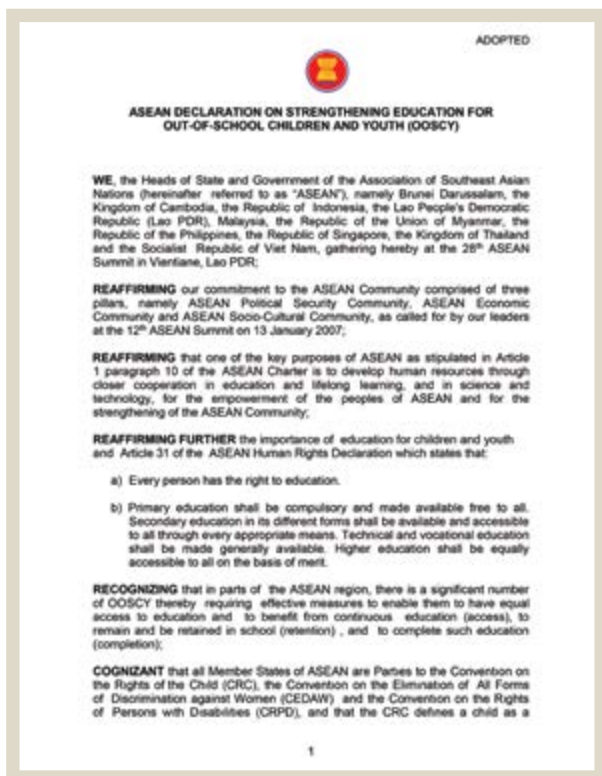 ADOPTED
ASEAN DECLARATION ON STRENGTHENING EDUCATION FOR
OUT-OF-SCHOOL CHILDREN AND YOUTH (OOSCY)
WE, the Heads of State and Government of the Association of Southeast Asian
Nations (hereinafter referred to as "ASEAN"), namely Brunei Darussalam, the
Kingdom of Cambodia, the Republic of Indonesia, the Lao People's Democratic
Republic (Lao PDR), Malaysia, the Republic of the Union of Myanmar, the
Republic of the Philippines, the Republic of Singapore, the Kingdom of Thailand
and the Socialist Republic of Viet Nam, gathering hereby at the 28th ASEAN
Summit in Vientiane, Lao PDR;
REAFFIRMING our commitment to the ASEAN Community comprised of three
pillars, namely ASEAN Political Security Community, ASEAN Economic
Community and ASEAN Socio-Cultural Community, as called for by our leaders
at the 12th ASEAN Summit on 13 January 2007;
REAFFIRMING that one of the key purposes of ASEAN as stipulated in Article
1 paragraph 10 of the ASEAN Charter is to develop human resources through
closer cooperation in education and lifelong learning, and in science and
technology, for the empowerment of the peoples of ASEAN and for the
strengthening of the ASEAN Community;
REAFFIRMING FURTHER the importance of education for children and youth
and Article 31 of the ASEAN Human Rights Declaration which states that:
a) Every person has the right to education.
b) Primary education shall be compulsory and made available free to all.
Secondary education in its different forms shall be available and accessible
to all through every appropriate means. Technical and vocational education
shall be made generally available. Higher education shall be equally
accessible to all on the basis of merit.
RECOGNIZING that in parts of the ASEAN region, there is a significant number
of OOSCY thereby requiring effective measures to enable them to have equal
access to education and to benefit from continuous education (access), to
remain and be retained in school (retention) , and to complete such education
(completion);
COGNIZANT that all Member States of ASEAN are Parties to the Convention on
the Rights of the Child (CRC), the Convention on the Elimination of All Forms
of Discrimination against Women (CEDAW) and the Convention on the Rights
of Persons with Disabilities (CRPD), and that the CRC defines a child as a
1